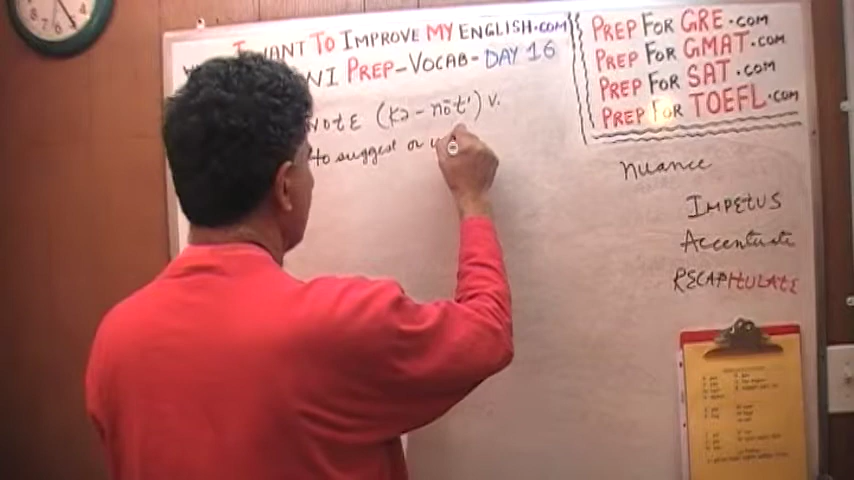 WANT TO IMPROVE MY ENGLISH.COM
NI PREP-VOCAB-DAY 16
NOTE (Kə-nōt') V.
to suggest or
PREP FOR GRE.COM
PREP FOR GMAT.COM
PREP FOR SAT.COM
PREP FOR TOEFL.COM
Nuance
IMPETUS
Accentuate
RECAPITULATE